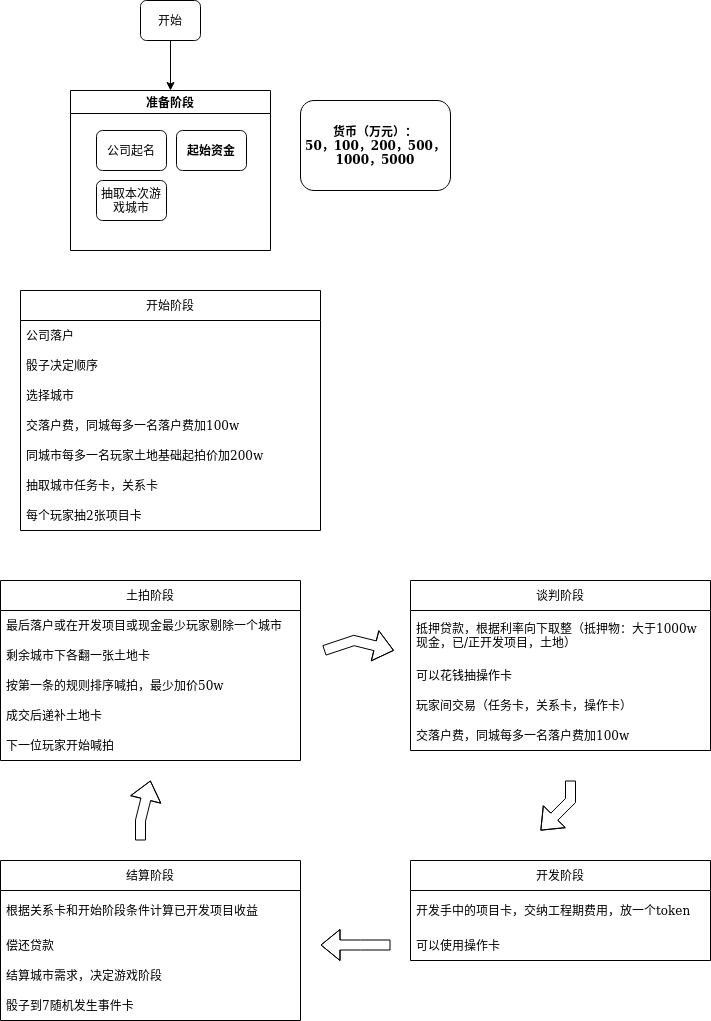 开始
准备阶段
公司起名
起始资金
抽取本次游
戏城市
货币（万元）：
50，100，200，500，
1000，5000
开始阶段
公司落户
骰子决定顺序
选择城市
交落户费，同城每多一名落户费加100w
同城市每多一名玩家土地基础起拍价加200w
抽取城市任务卡，关系卡
每个玩家抽2张项目卡
土拍阶段
最后落户或在开发项目或现金最少玩家剔除一个城市
剩余城市下各翻一张土地卡
按第一条的规则排序喊拍，最少加价50w
成交后递补土地卡
下一位玩家开始喊拍
谈判阶段
抵押贷款，根据利率向下取整（抵押物：大于1000w
现金，已/正开发项目，土地）
可以花钱抽操作卡
玩家间交易（任务卡，关系卡，操作卡）
交落户费，同城每多一名落户费加100w
结算阶段
根据关系卡和开始阶段条件计算已开发项目收益
偿还贷款
结算城市需求，决定游戏阶段
骰子到7随机发生事件卡
开发阶段
开发手中的项目卡，交纳工程期费用，放一个token
可以使用操作卡